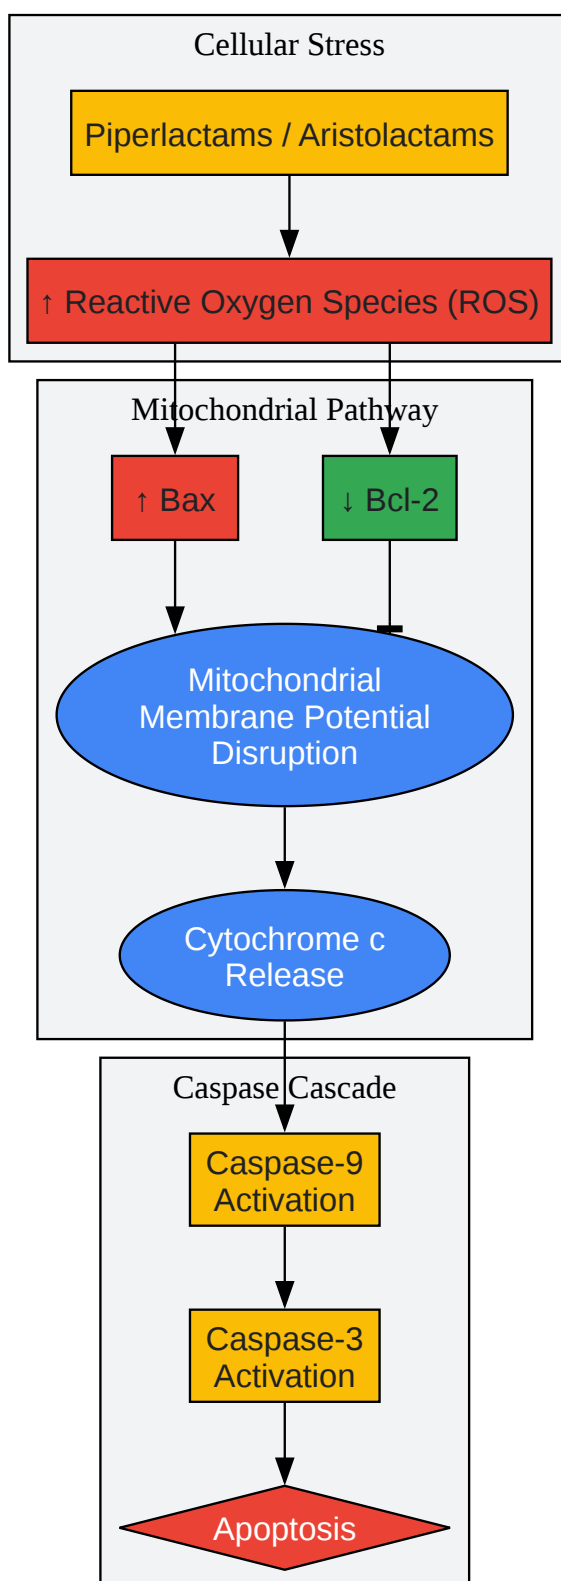 Cellular Stress
Piperlactams / Aristolactams
↑ Reactive Oxygen Species (ROS)
Mitochondrial Pathway
↑ Bax
↓ Bcl-2
Mitochondrial
Membrane Potential
Disruption
Cytochrome c
Release
Caspase Cascade
Caspase-9
Activation
Caspase-3
Activation
Apoptosis